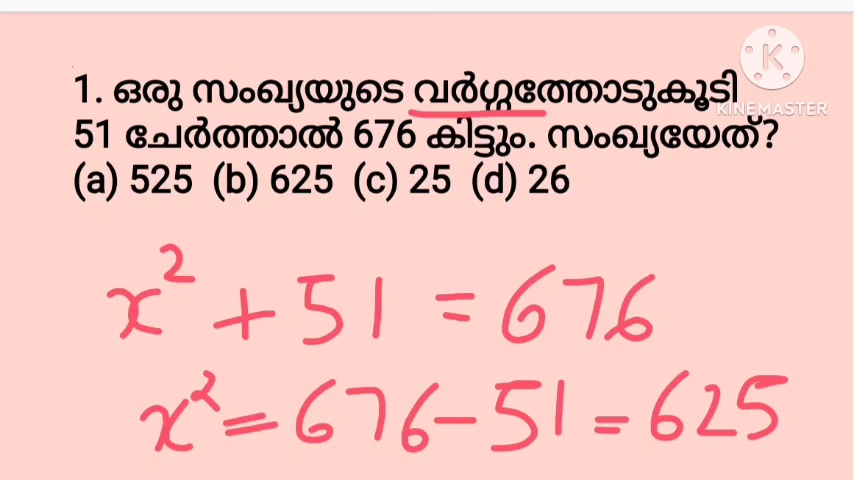 1. ഒരു സംഖ്യയുടെ വർഗ്ഗത്തോടുകൂടി
KINEMASTER
51 ചേർത്താൽ 676 കിട്ടും. സംഖ്യയേത്?
(a) 525 (b) 625 (c) 25 (d) 26
x² + 51 = 676
x² = 676 - 51 = 625